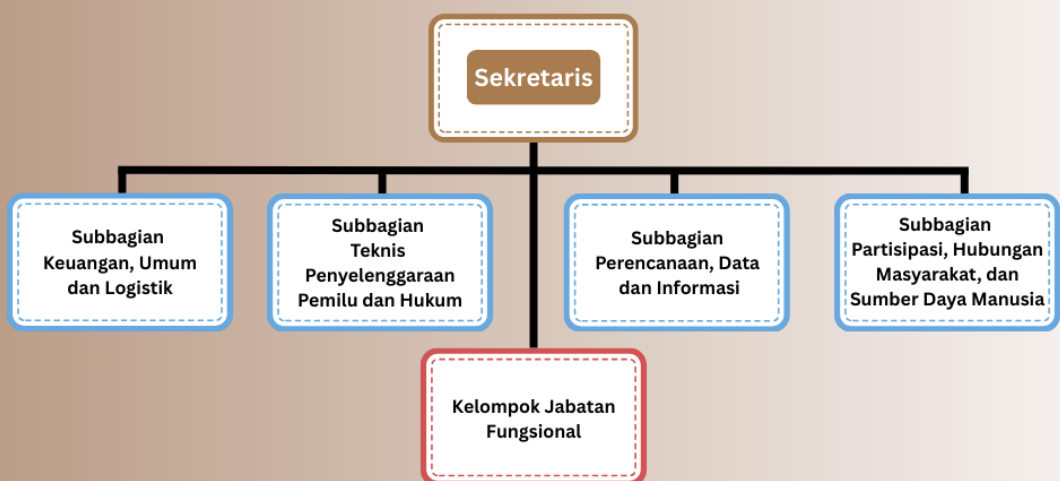 Sekretaris
Subbagian
Keuangan, Umum
dan Logistik
Subbagian
Teknis
Penyelenggaraan
Pemilu dan Hukum
Subbagian
Perencanaan, Data
dan Informasi
Subbagian
Partisipasi, Hubungan
Masyarakat, dan
Sumber Daya Manusia
Kelompok Jabatan
Fungsional